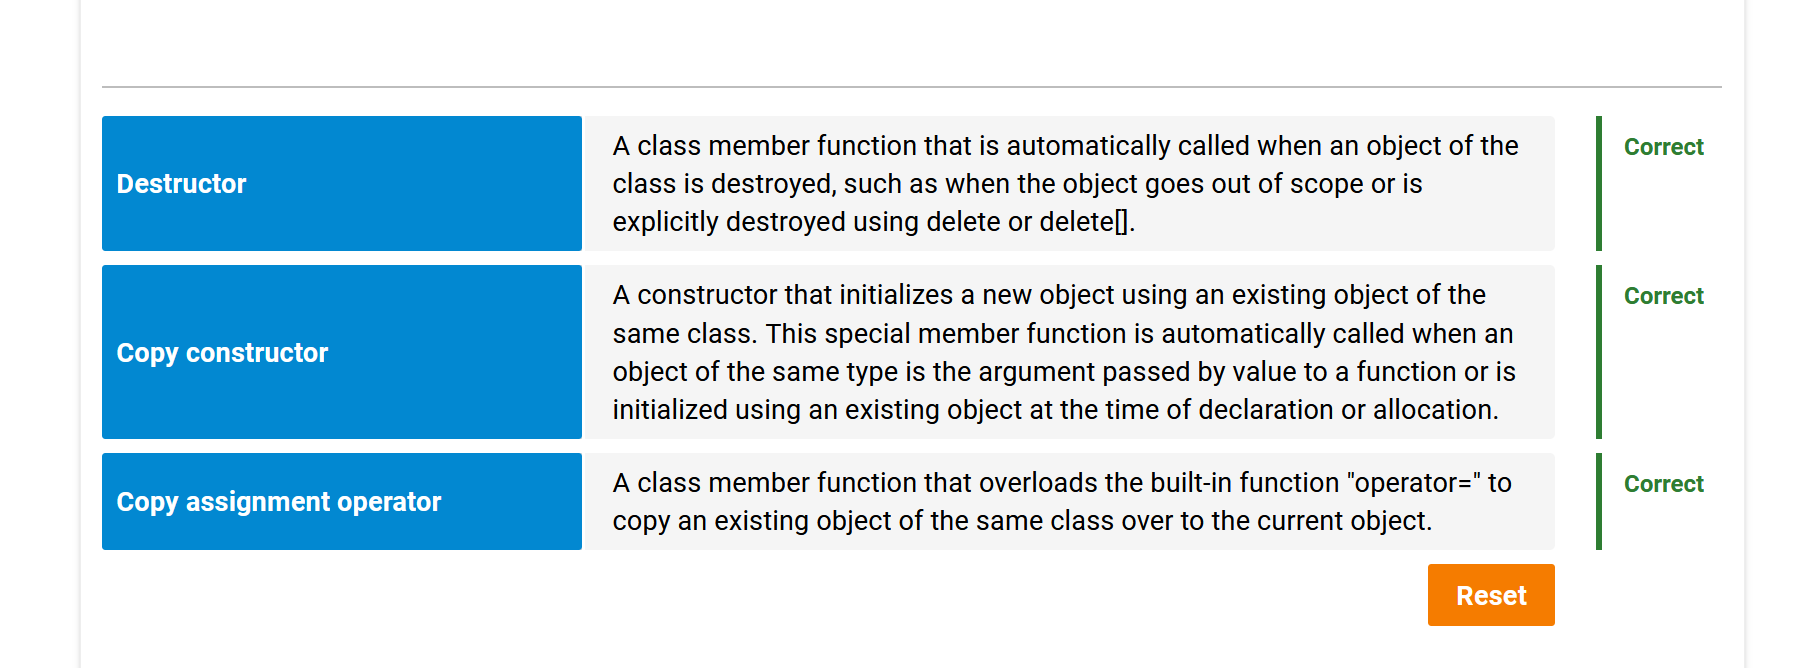 Destructor
A class member function that is automatically called when an object of the
class is destroyed, such as when the object goes out of scope or is
explicitly destroyed using delete or delete[].
Correct
Copy constructor
A constructor that initializes a new object using an existing object of the
same class. This special member function is automatically called when an
object of the same type is the argument passed by value to a function or is
initialized using an existing object at the time of declaration or allocation.
Correct
Copy assignment operator
A class member function that overloads the built-in function "operator=" to
copy an existing object of the same class over to the current object.
Correct
Reset